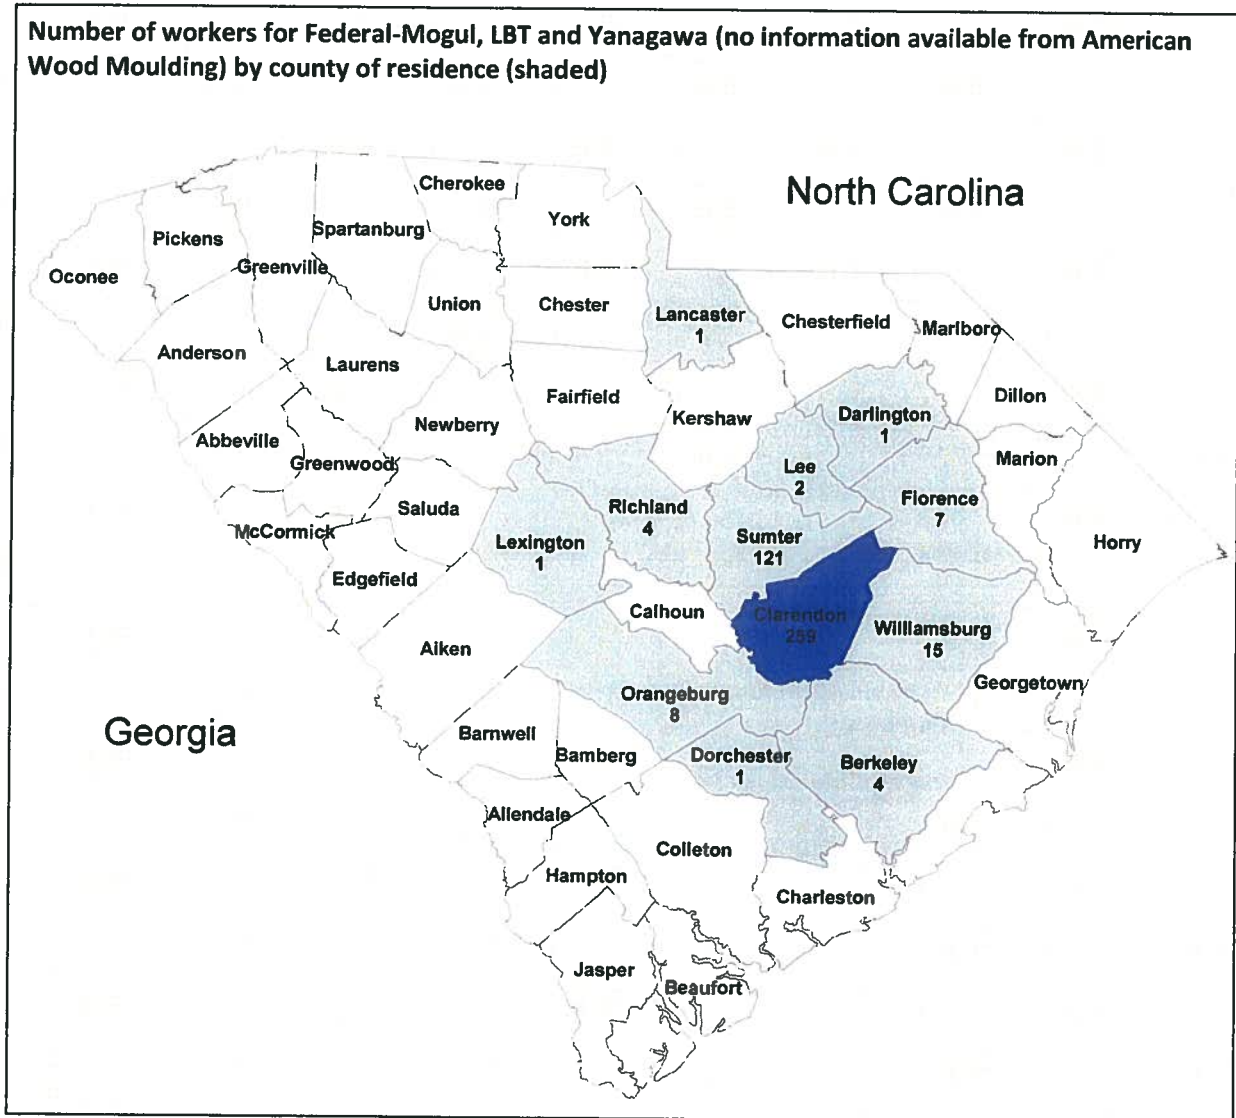 Number of workers for Federal-Mogul, LBT and Yanagawa (no information available from American
Wood Moulding) by county of residence (shaded)
North Carolina
Cherokee
York
Spartanburg
Pickens
Greenville
Oconee
Union
Chester
Lancaster
1
Chesterfield
Marlboro
Anderson
Laurens
Fairfield
Kershaw
Darlington
1
Dillon
Newberry
Abbeville
Greenwood
Lee
2
Marion
Saluda
Richland
4
Florence
7
McCormick
Lexington
1
Sumter
121
Horry
Edgefield
Calhoun
Clarendon
259
Williamsburg
15
Aiken
Georgetown
Orangeburg
8
Georgia
Barnwell
Bamberg
Dorchester
1
Berkeley
4
Allendale
Colleton
Hampton
Charleston
Jasper
Beaufort